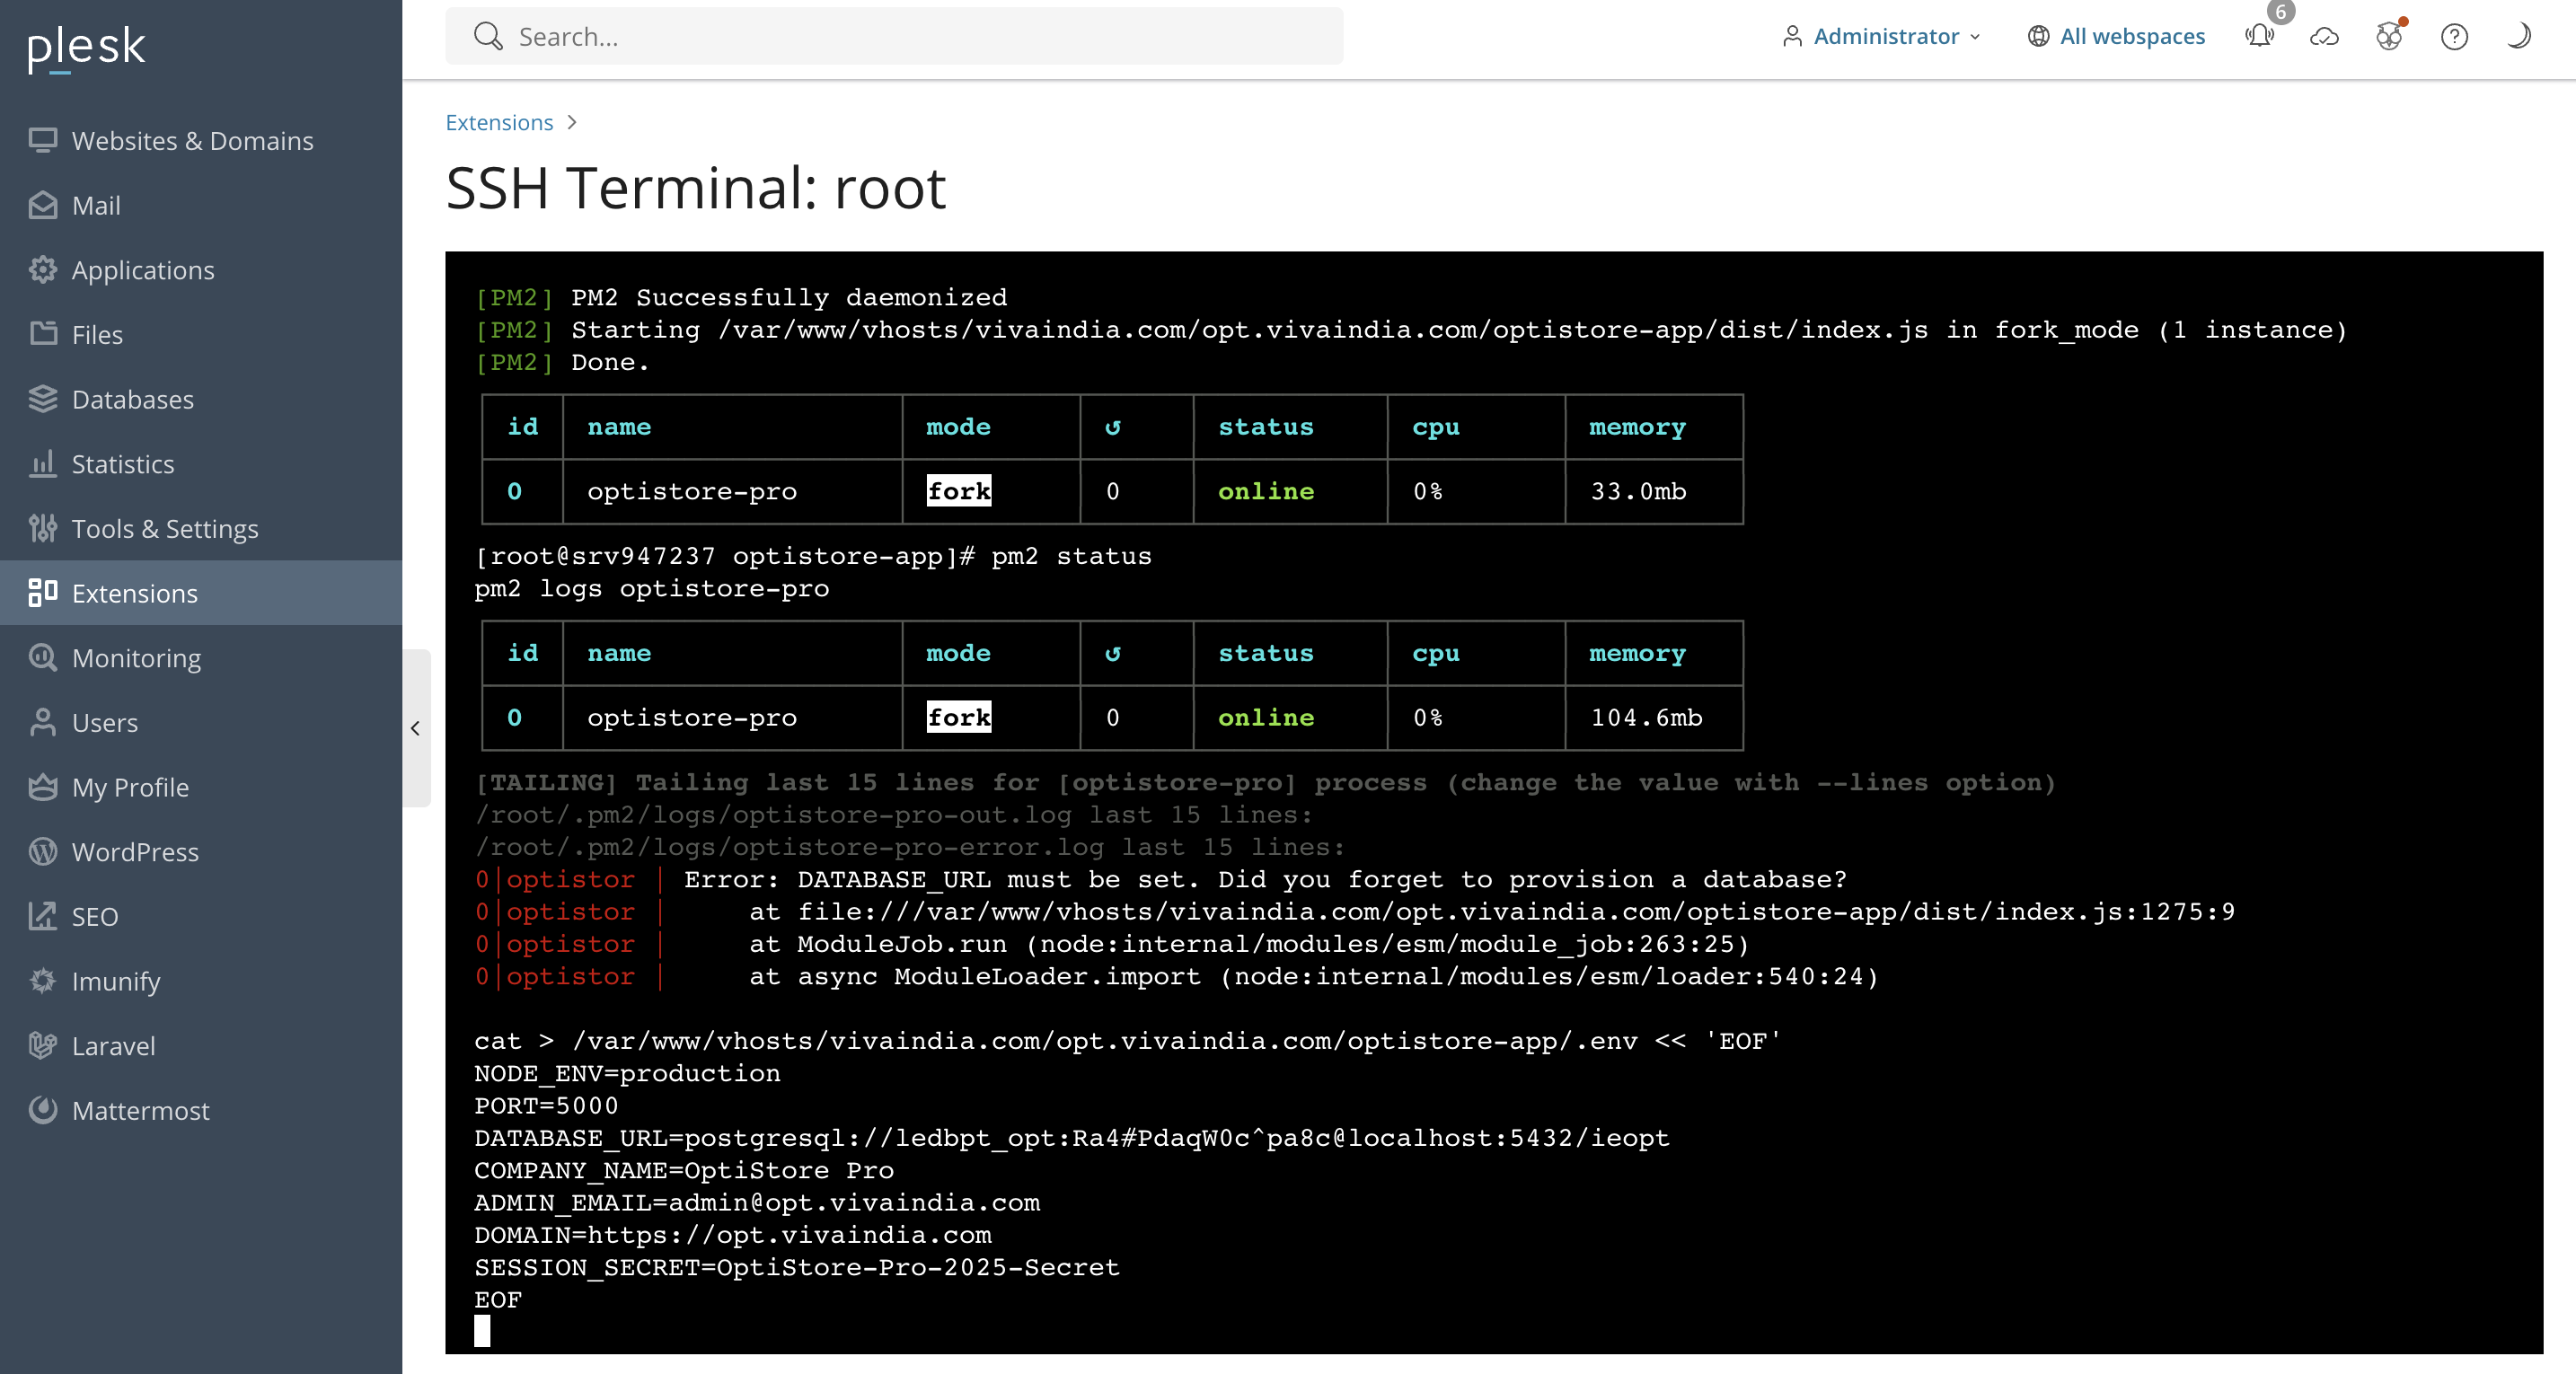 plesk
Search...
Administrator
All webspaces
6
Websites & Domains
Mail
Applications
Files
Databases
Statistics
Tools & Settings
Extensions
Monitoring
Users
My Profile
WordPress
SEO
Imunify
Laravel
Mattermost
Extensions >
SSH Terminal: root
[PM2] PM2 Successfully daemonized
[PM2] Starting /var/www/vhosts/vivaindia.com/opt.vivaindia.com/optistore-app/dist/index.js in fork_mode (1 instance)
[PM2] Done.
id name mode ↺ status cpu memory
0 optistore-pro fork 0 online 0% 33.0mb
[root@srv947237 optistore-app]# pm2 status
pm2 logs optistore-pro
id name mode ↺ status cpu memory
0 optistore-pro fork 0 online 0% 104.6mb
[TAILING] Tailing last 15 lines for [optistore-pro] process (change the value with --lines option)
/root/.pm2/logs/optistore-pro-out.log last 15 lines:
/root/.pm2/logs/optistore-pro-error.log last 15 lines:
0|optistor | Error: DATABASE_URL must be set. Did you forget to provision a database?
0|optistor |     at file:///var/www/vhosts/vivaindia.com/opt.vivaindia.com/optistore-app/dist/index.js:1275:9
0|optistor |     at ModuleJob.run (node:internal/modules/esm/module_job:263:25)
0|optistor |     at async ModuleLoader.import (node:internal/modules/esm/loader:540:24)
cat > /var/www/vhosts/vivaindia.com/opt.vivaindia.com/optistore-app/.env << 'EOF'
NODE_ENV=production
PORT=5000
DATABASE_URL=postgresql://ledbpt_opt:Ra4#PdaqW0c^pa8c@localhost:5432/ieopt
COMPANY_NAME=OptiStore Pro
ADMIN_EMAIL=admin@opt.vivaindia.com
DOMAIN=https://opt.vivaindia.com
SESSION_SECRET=OptiStore-Pro-2025-Secret
EOF